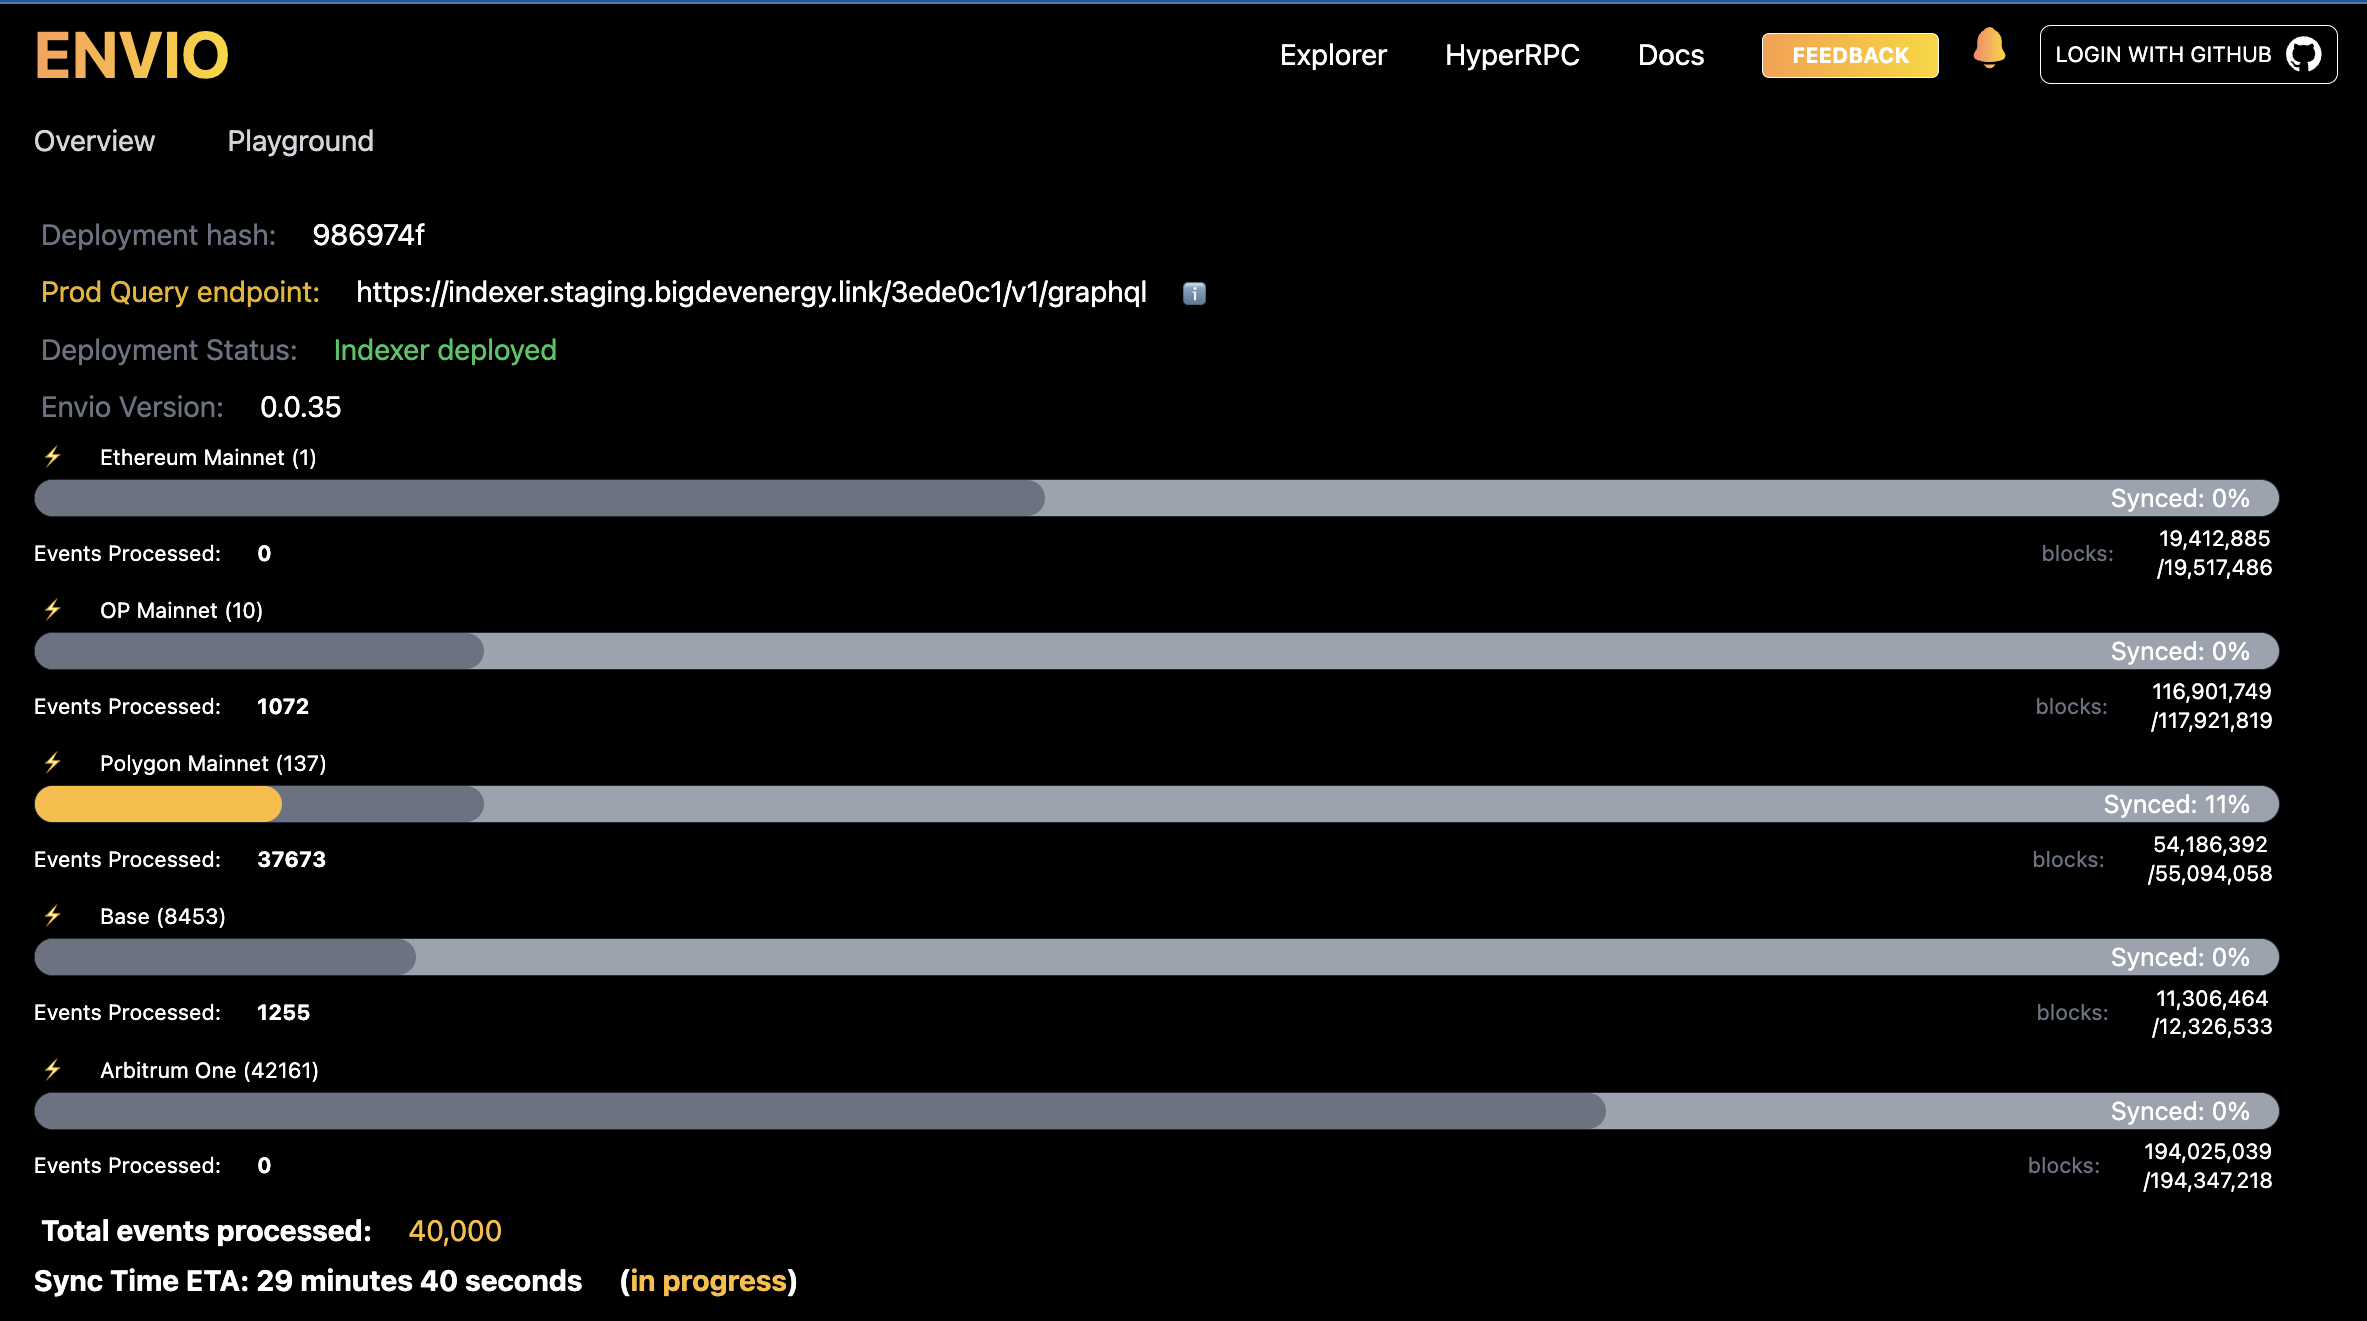 ENVIO
Explorer HyperRPC Docs FEEDBACK LOGIN WITH GITHUB
Overview Playground
Deployment hash: 986974f
Prod Query endpoint: https://indexer.staging.bigdevenergy.link/3ede0c1/v1/graphql i
Deployment Status: Indexer deployed
Envio Version: 0.0.35
Ethereum Mainnet (1)
Synced: 0%
Events Processed: 0
blocks: 19,412,885
/19,517,486
OP Mainnet (10)
Synced: 0%
Events Processed: 1072
blocks: 116,901,749
/117,921,819
Polygon Mainnet (137)
Synced: 11%
Events Processed: 37673
blocks: 54,186,392
/55,094,058
Base (8453)
Synced: 0%
Events Processed: 1255
blocks: 11,306,464
/12,326,533
Arbitrum One (42161)
Synced: 0%
Events Processed: 0
blocks: 194,025,039
/194,347,218
Total events processed: 40,000
Sync Time ETA: 29 minutes 40 seconds (in progress)